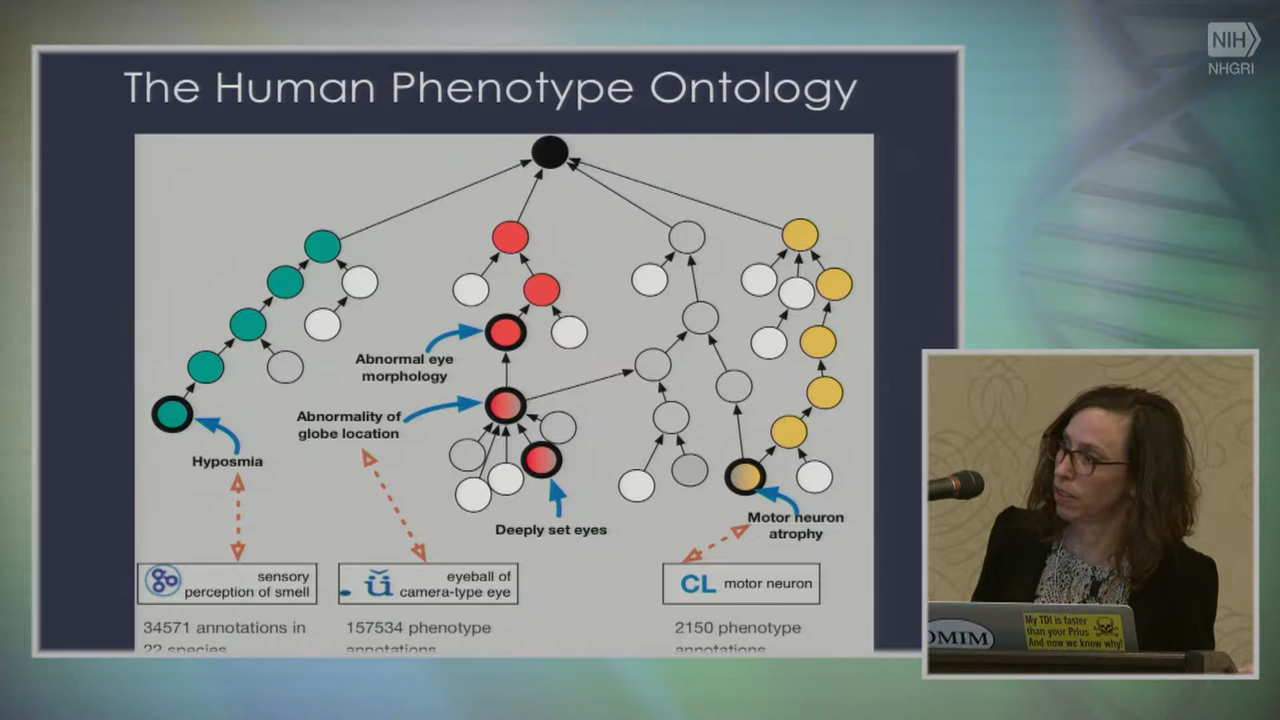 NIH
NHGRI
The Human Phenotype Ontology
Abnormal eye
morphology
Abnormality of
globe location
Hyposmia
Deeply set eyes
Motor neuron
atrophy
sensory
perception of smell
ǔ
eyeball of
camera-type eye
CL motor neuron
34571 annotations in
22 species
157534 phenotype
annotations
2150 phenotype
annotations
OMIM
My TDI is faster
than your Prius
And now we know why!